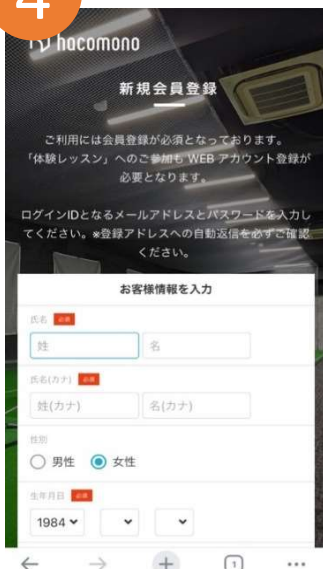 4
hacomono
新規会員登録
ご利用には会員登録が必須となっております。
「体験レッスン」へのご参加も WEB アカウント登録が
必要となります。
ログインIDとなるメールアドレスとパスワードを入力し
てください。※登録アドレスへの自動返信を必ずご確認
ください。
お客様情報を入力
氏名 必須
姓 名
氏名(カナ) 必須
姓(カナ) 名(カナ)
性別
男性 女性
生年月日 必須
1984
1